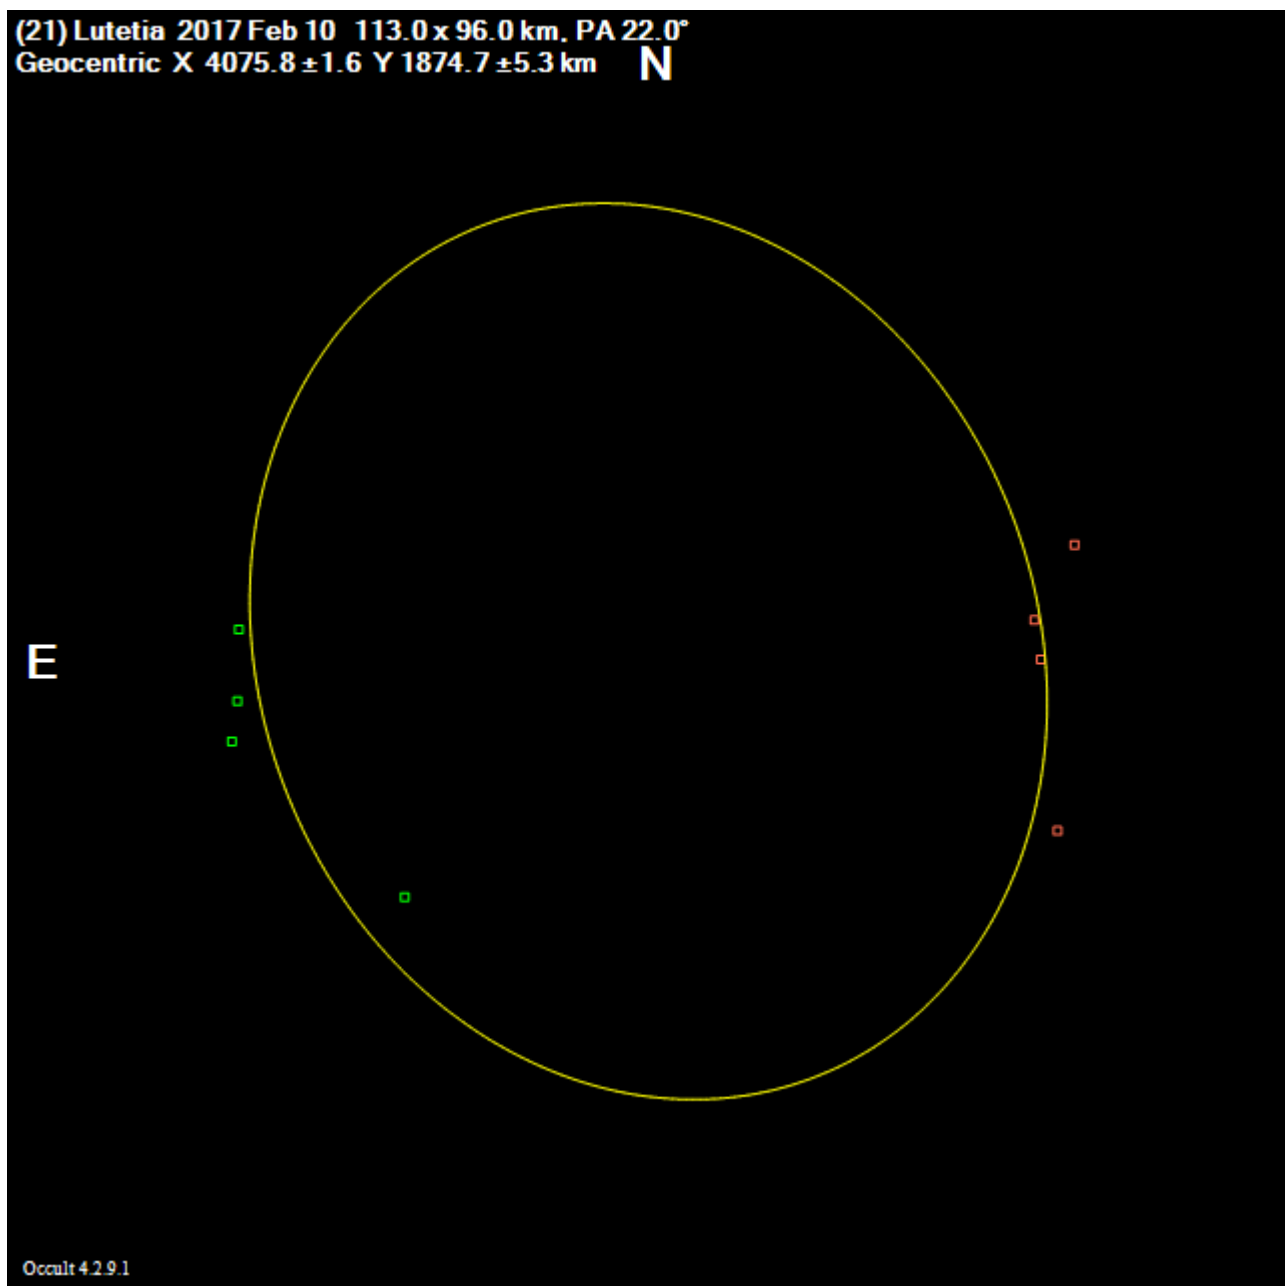 (21) Lutetia 2017 Feb 10 113.0 x 96.0 km, PA 22.0°
Geocentric X 4075.8 ±1.6 Y 1874.7 ±5.3 km
N
E
Occult 4.2.9.1